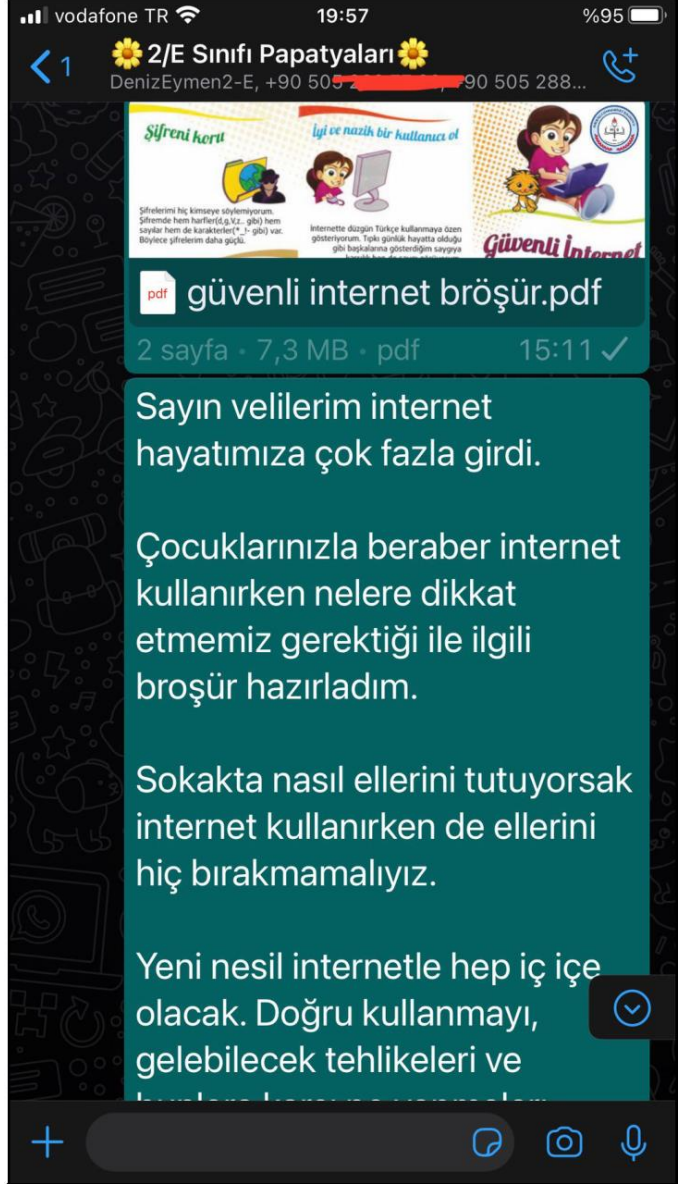 vodafone TR 19:57 %95
1 🌼2/E Sınıfı Papatyaları🌼
DenizEymen2-E, +90 505 90 505 288...
Şifreni koru
Şifrelerimi hiç kimseye söylemiyorum.
Şifremde hem harfler(d,g,V,z.. gibi) hem
sayılar hem de karakterler(*_!- gibi) var.
Böylece şifrelerim daha güçlü.
İyi ve nazik bir kullanıcı ol
İnternette düzgün Türkçe kullanmaya özen
gösteriyorum. Tıpkı günlük hayatta olduğu
gibi başkalarına gösterdiğim saygıya
Güvenli İnternet
pdf güvenli internet bröşür.pdf
2 sayfa • 7,3 MB • pdf 15:11
Sayın velilerim internet
hayatımıza çok fazla girdi.
Çocuklarınızla beraber internet
kullanırken nelere dikkat
etmemiz gerektiği ile ilgili
broşür hazırladım.
Sokakta nasıl ellerini tutuyorsak
internet kullanırken de ellerini
hiç bırakmamalıyız.
Yeni nesil internetle hep iç içe
olacak. Doğru kullanmayı,
gelebilecek tehlikeleri ve